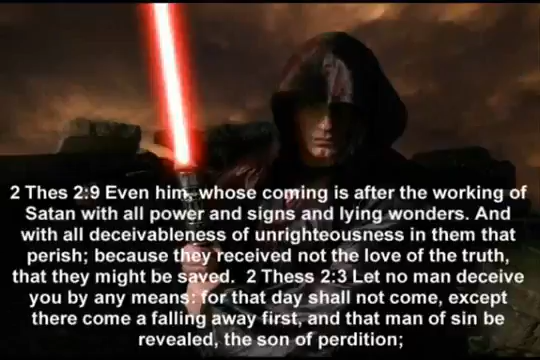 2 Thes 2:9 Even him, whose coming is after the working of
Satan with all power and signs and lying wonders. And
with all deceivableness of unrighteousness in them that
perish; because they received not the love of the truth,
that they might be saved.  2 Thess 2:3 Let no man deceive
you by any means: for that day shall not come, except
there come a falling away first, and that man of sin be
revealed, the son of perdition;